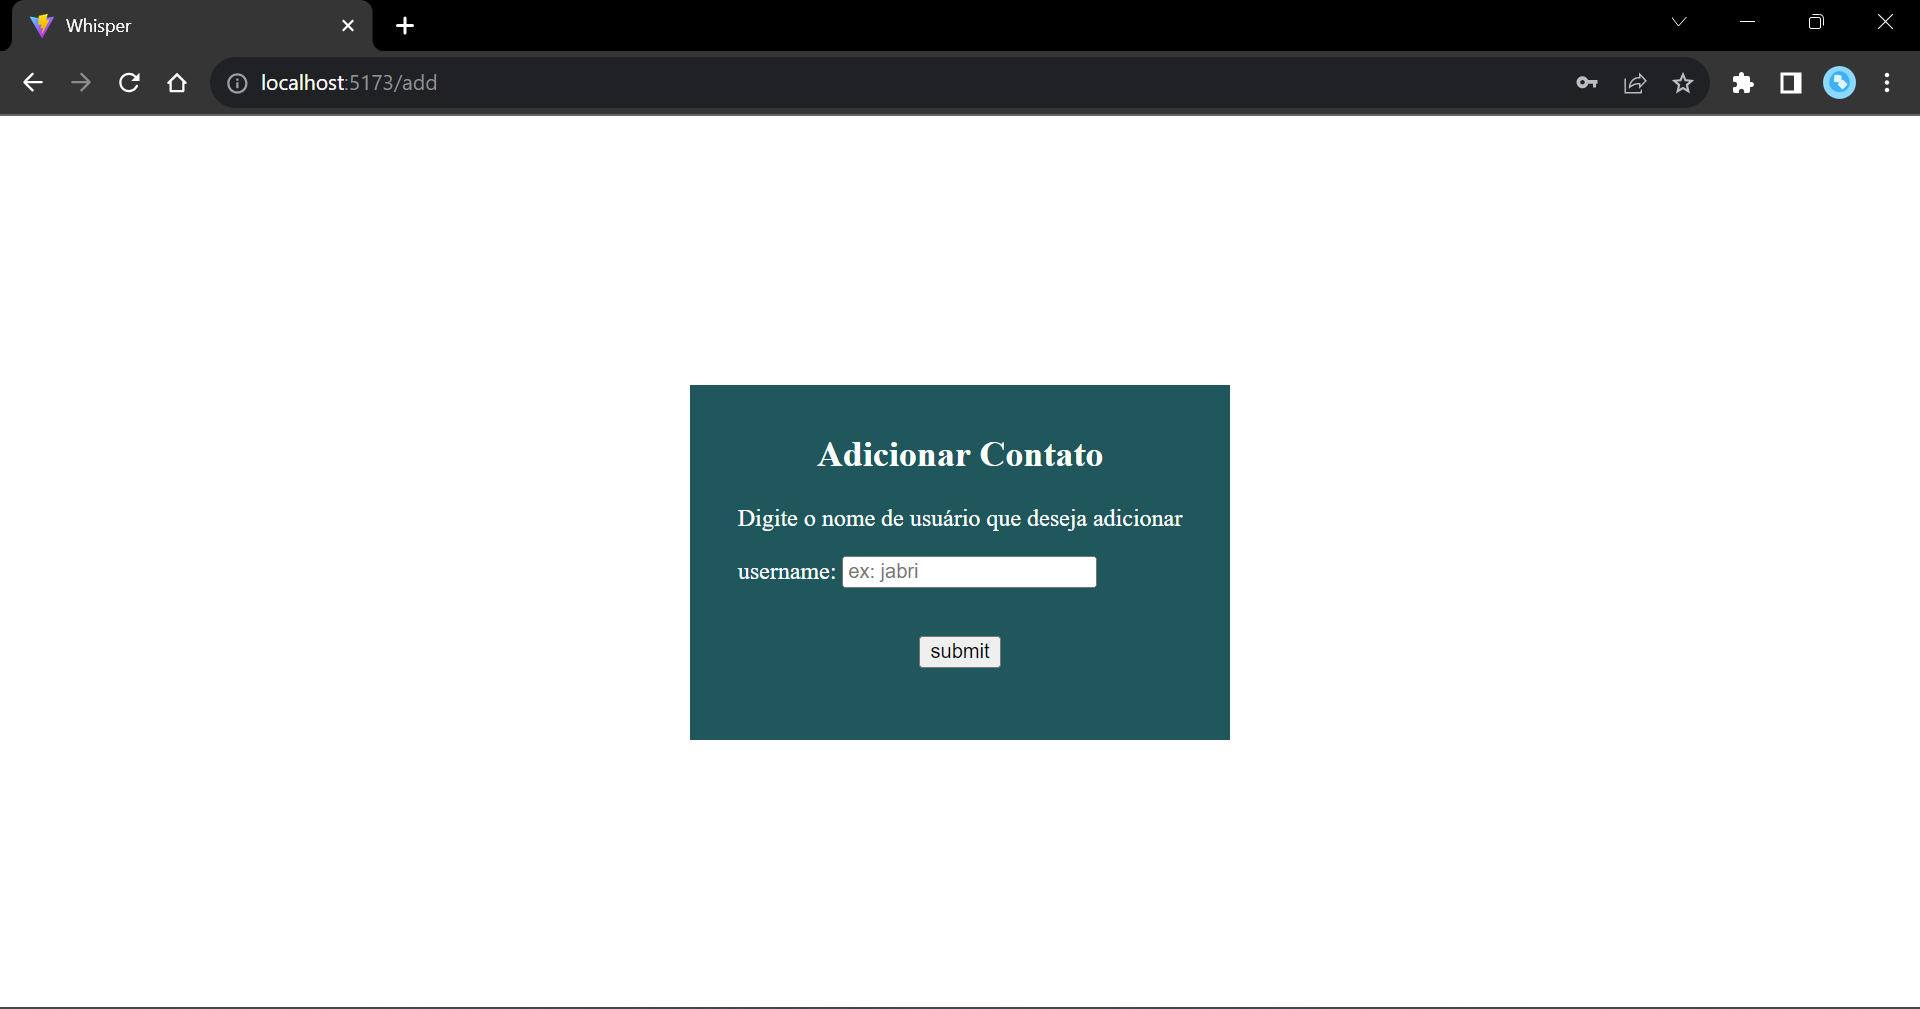 Whisper
localhost:5173/add
Adicionar Contato
Digite o nome de usuário que deseja adicionar
username: ex: jabri
submit